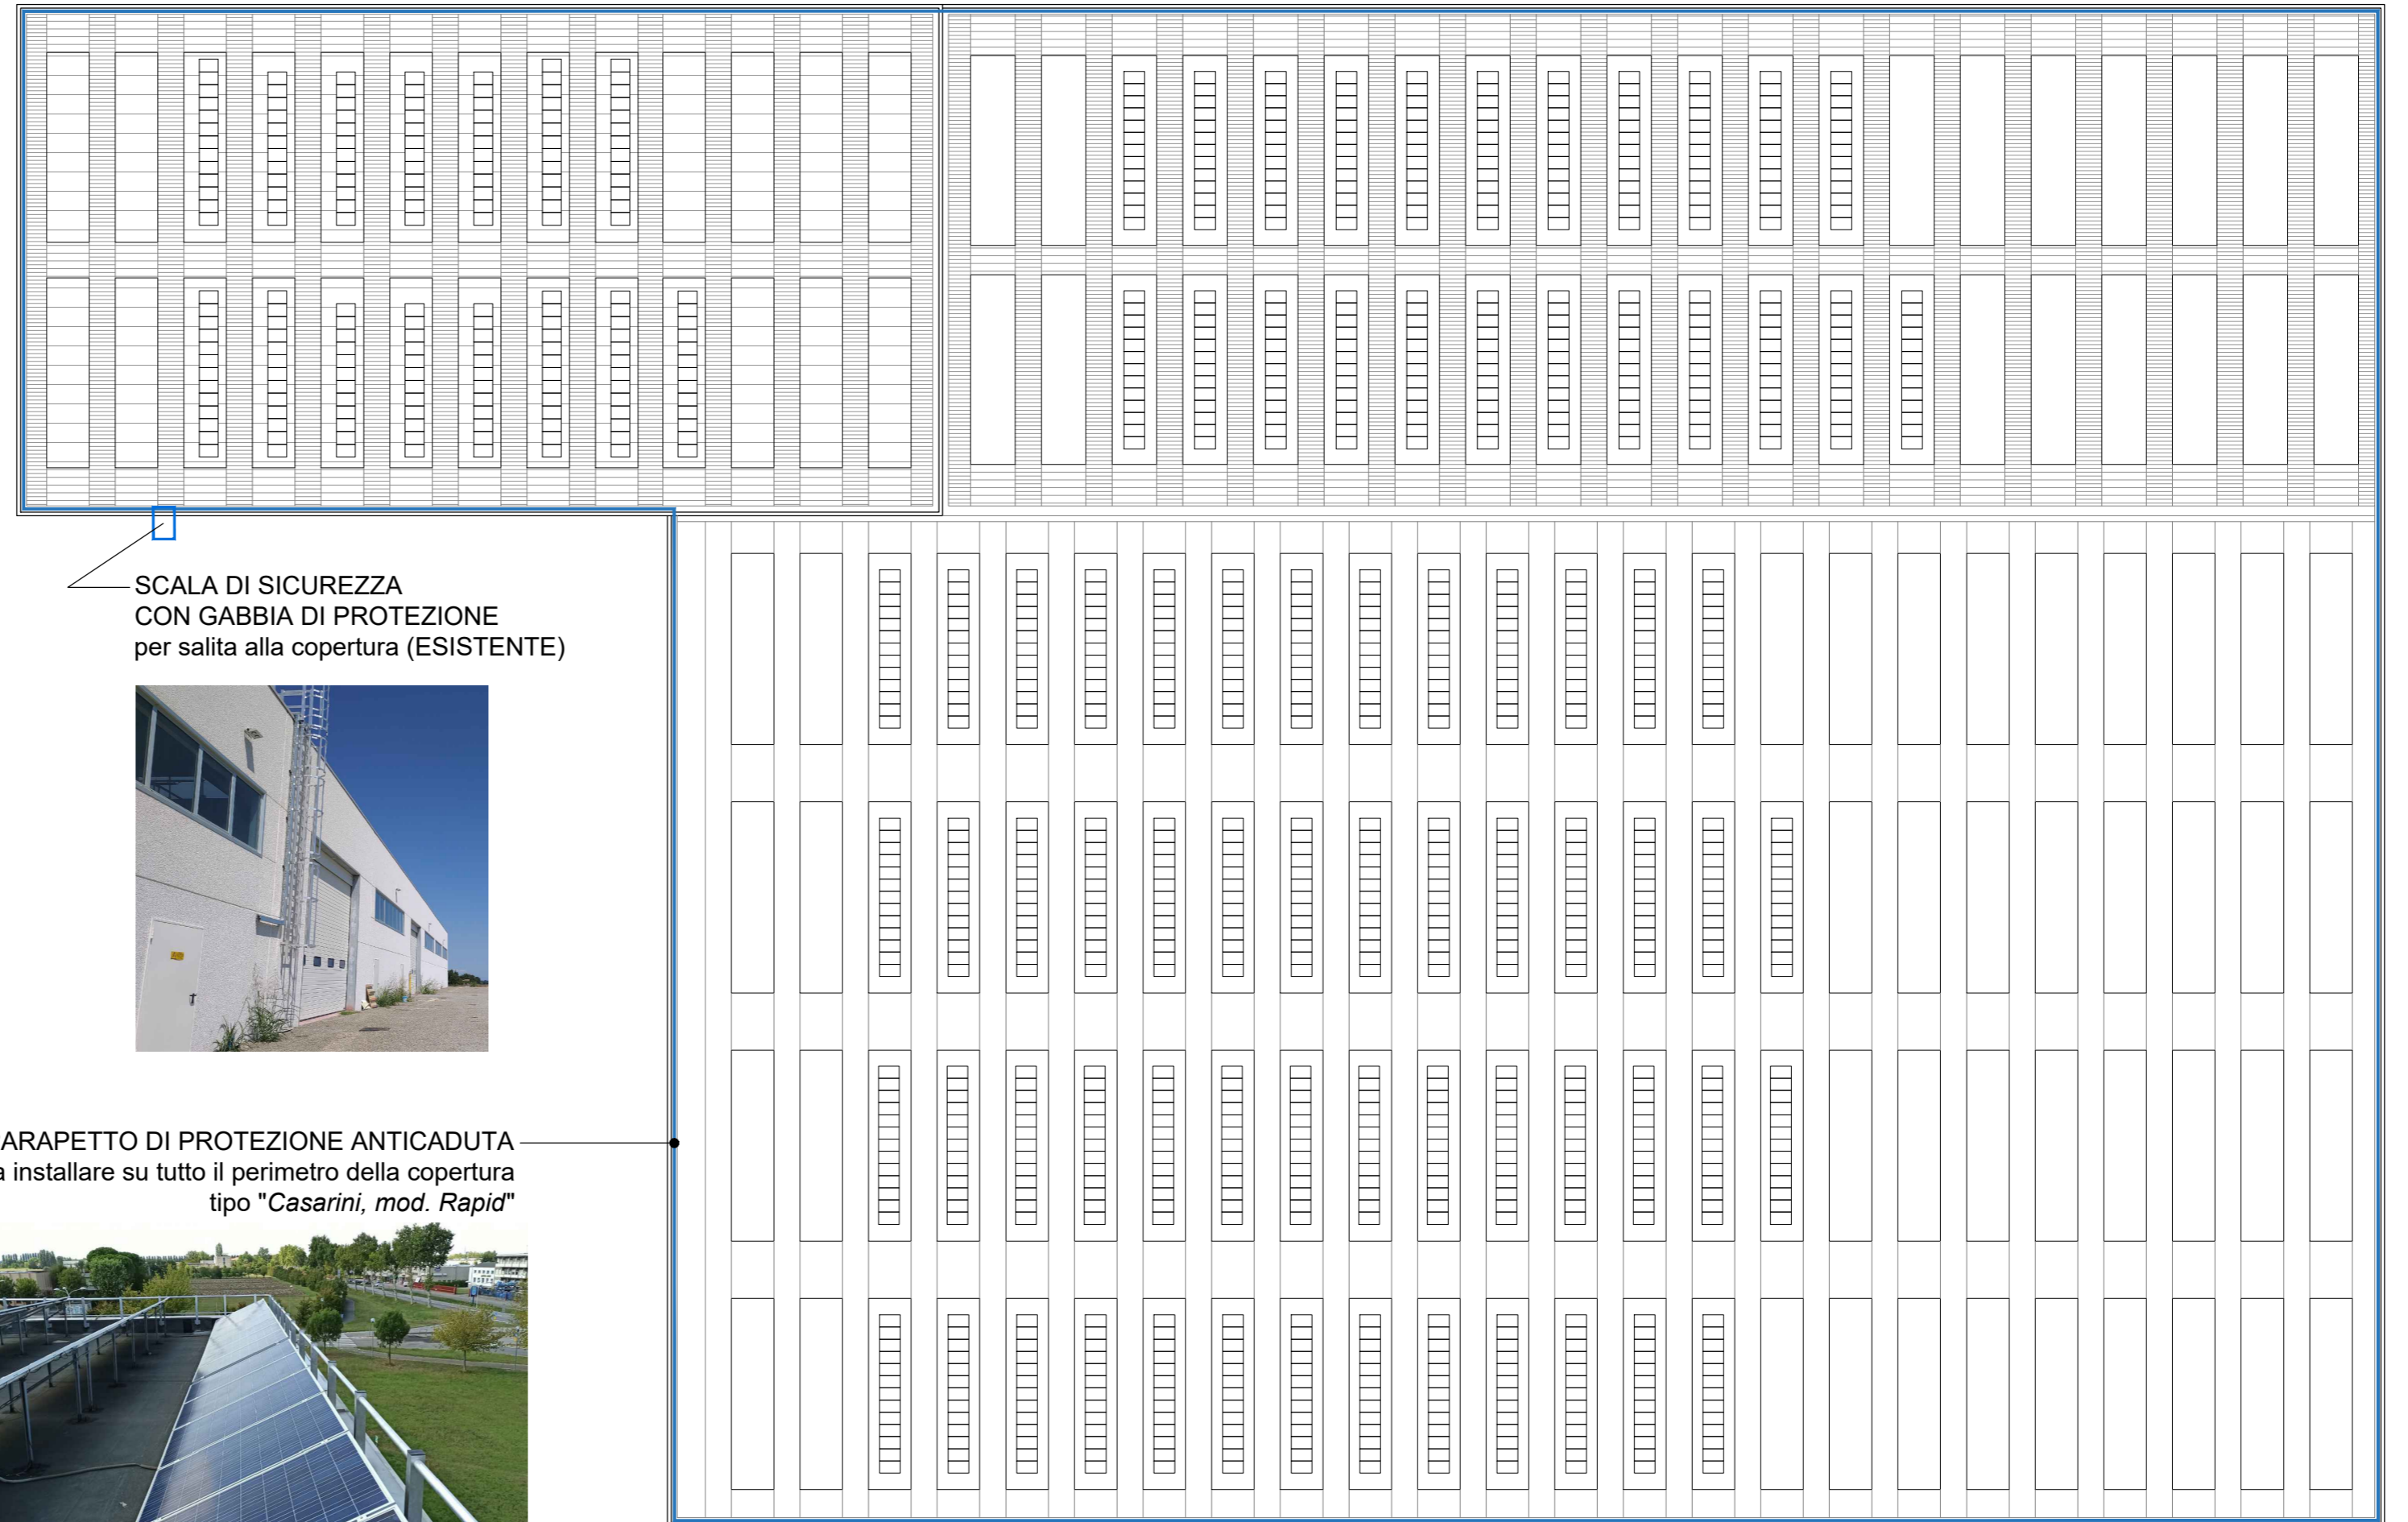 SCALA DI SICUREZZA
CON GABBIA DI PROTEZIONE
per salita alla copertura (ESISTENTE)
ARAPETTO DI PROTEZIONE ANTICADUTA
a installare su tutto il perimetro della copertura
tipo "Casarini, mod. Rapid"